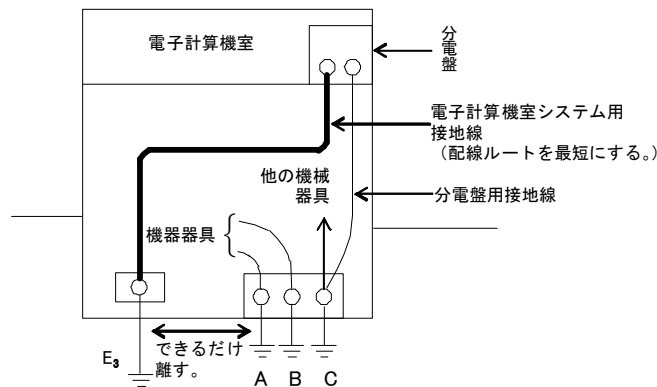 電子計算機室
分電盤
電子計算機室システム用
接地線
（配線ルートを最短にする。）
他の機械
器具
分電盤用接地線
機器器具
できるだけ
離す。
E₃
A B C